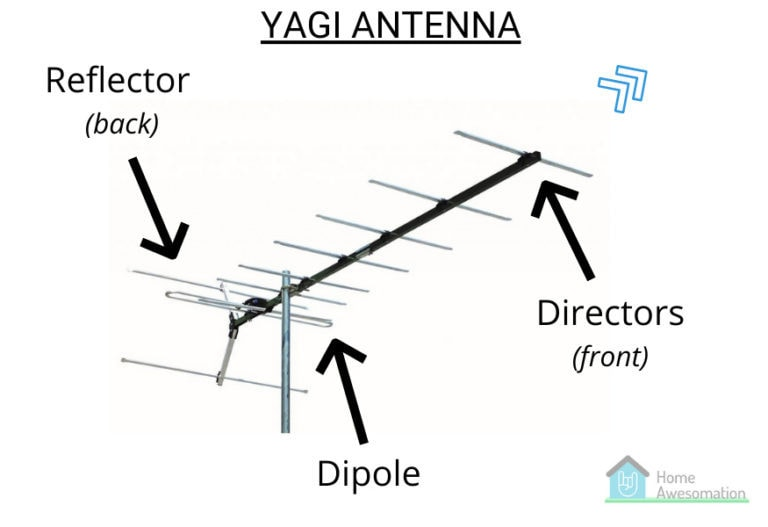 YAGI ANTENNA
Reflector
(back)
Directors
(front)
Dipole
Home
Awesomation